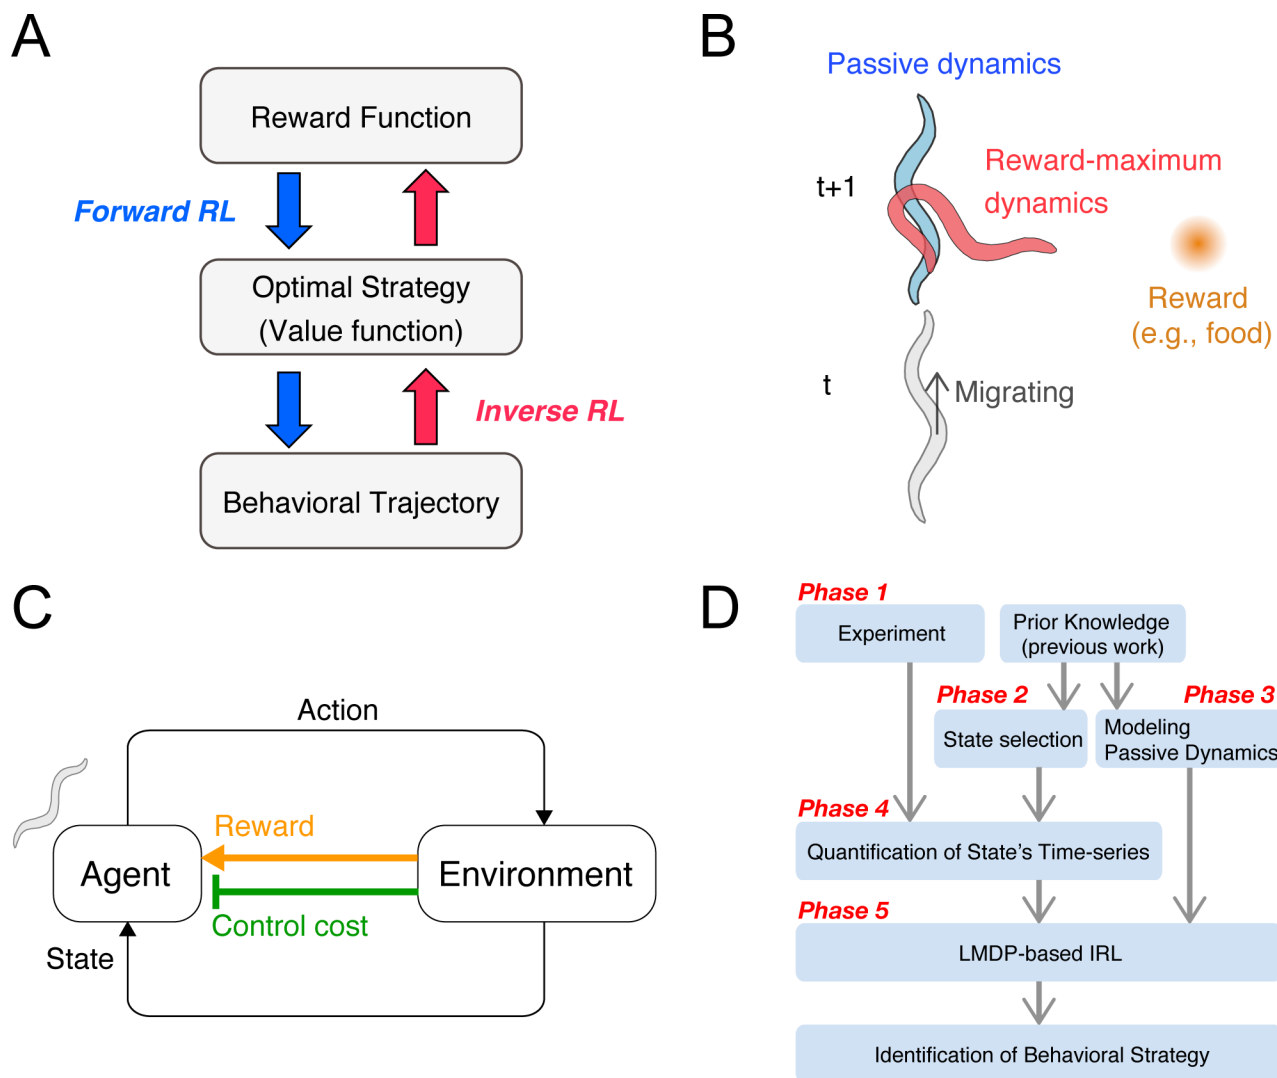 A
Reward Function
Forward RL
Optimal Strategy
(Value function)
Inverse RL
Behavioral Trajectory
B
Passive dynamics
t+1
Reward-maximum
dynamics
Reward
(e.g., food)
t
Migrating
C
Action
Reward
Agent
Environment
Control cost
State
D
Phase 1
Experiment
Prior Knowledge
(previous work)
Phase 2
Phase 3
State selection
Modeling
Passive Dynamics
Phase 4
Quantification of State's Time-series
Phase 5
LMDP-based IRL
Identification of Behavioral Strategy